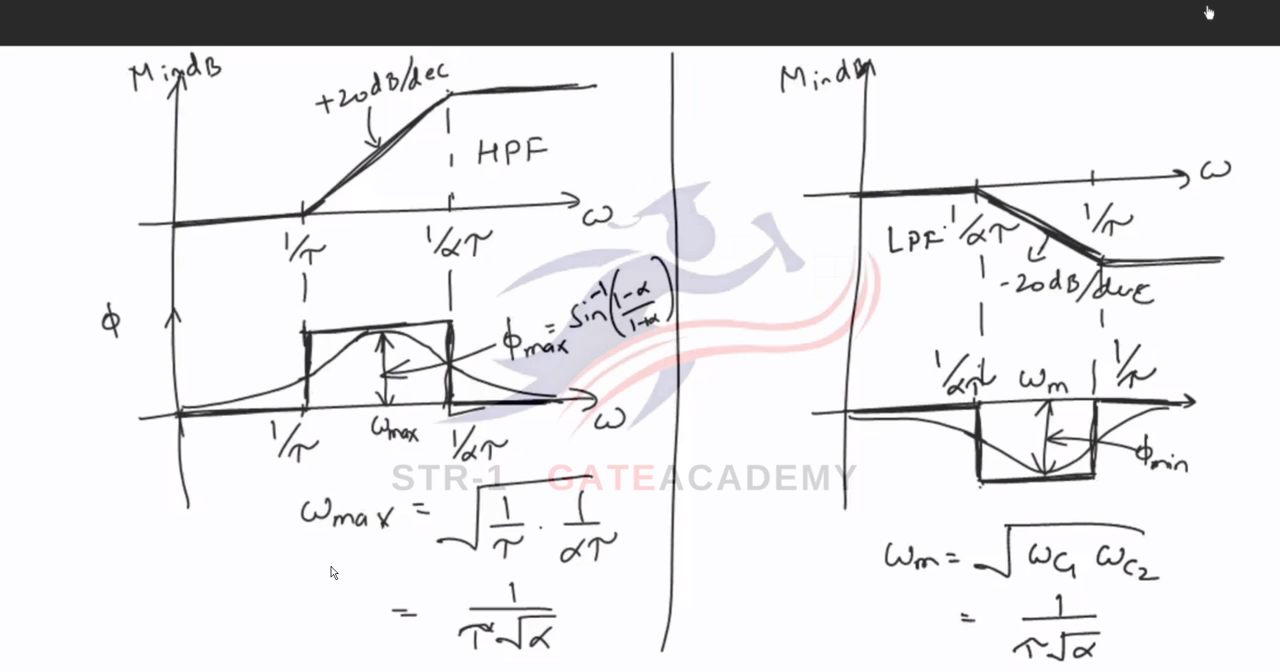 M in dB
+20dB/dec
HPF
ω
1/τ
1/ατ
ϕ
ϕmax = Sin⁻¹(1-α/1+α)
ω
1/τ
ωmax
1/ατ
ωmax = √(1/τ · 1/ατ)
= 1/τ√α
M in dB
ω
LPF
1/ατ
1/τ
-20dB/dec
1/ατ
ωm
1/τ
ϕmin
ωm = √(ωC1 ωC2)
= 1/τ√α
STR-1 GATEACADEMY